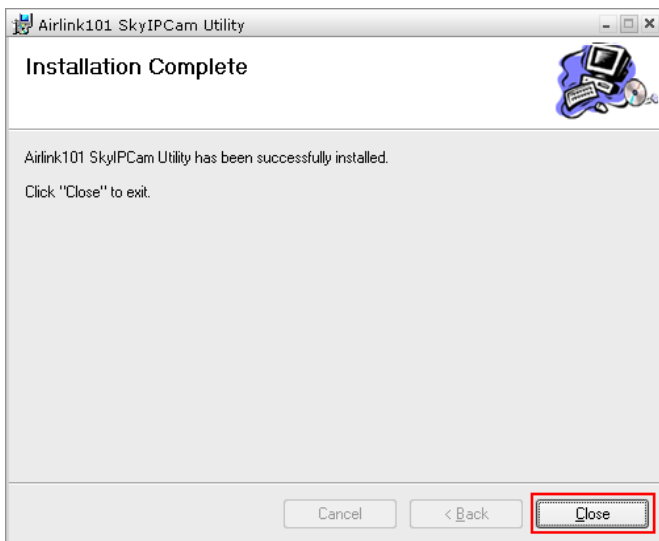 Airlink101 SkyIPCam Utility
Installation Complete
Airlink101 SkyIPCam Utility has been successfully installed.
Click "Close" to exit.
Cancel < Back Close